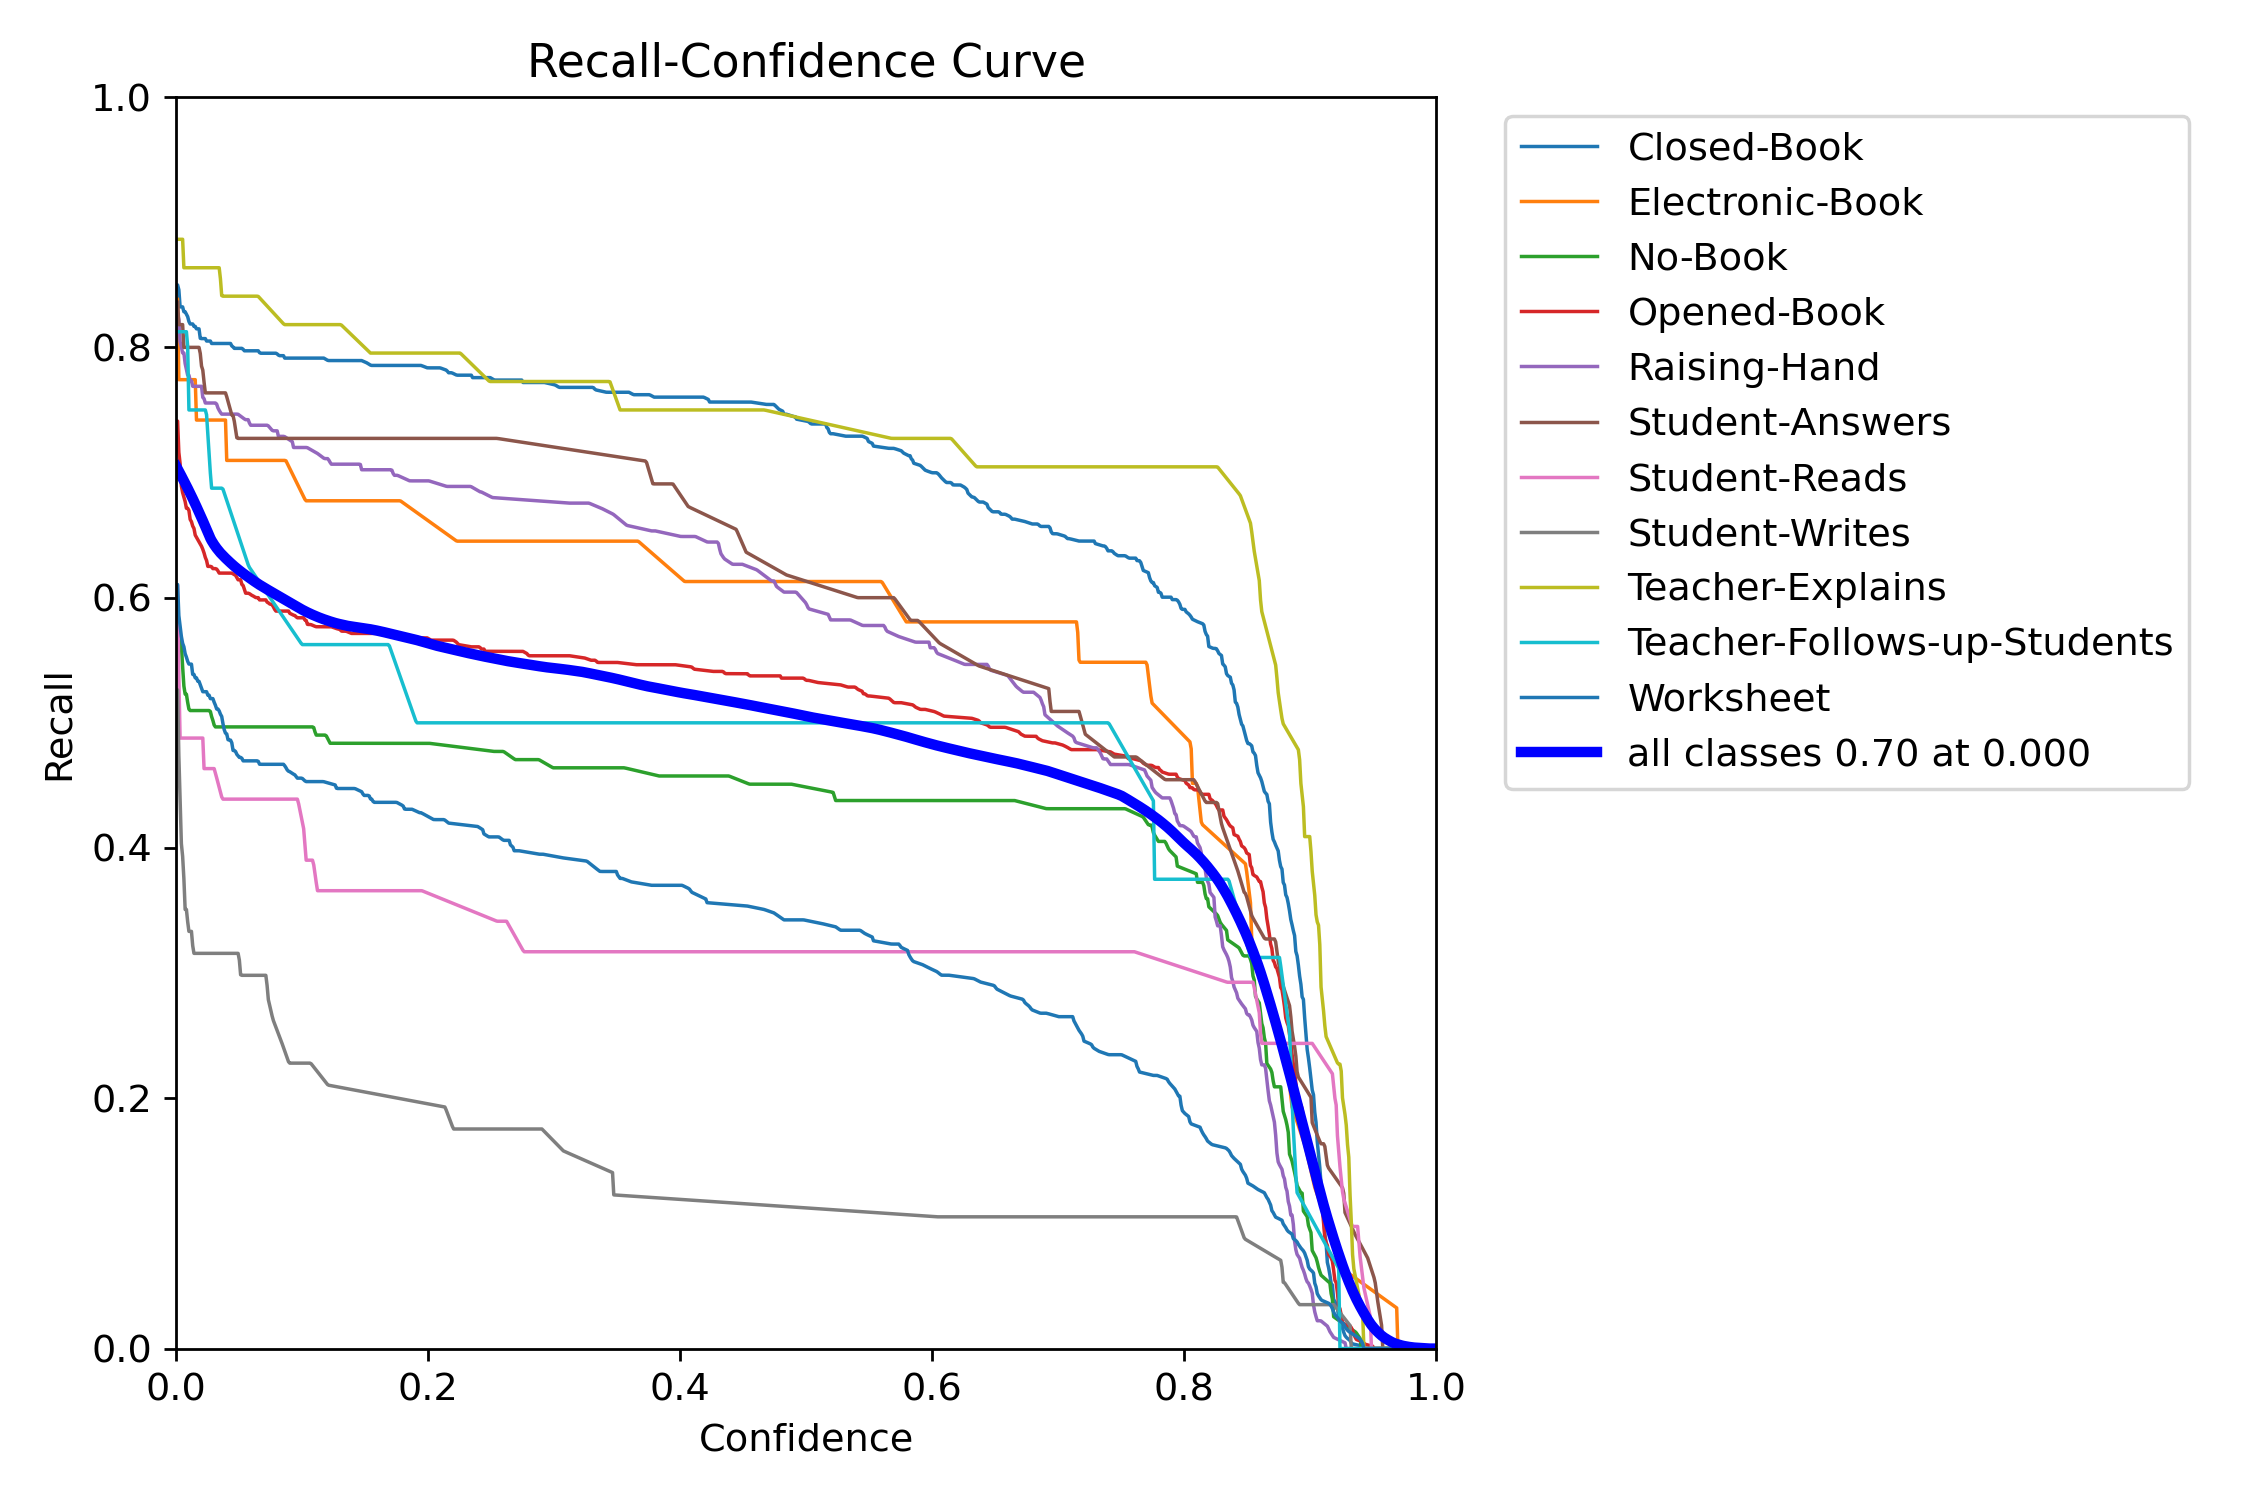 Recall-Confidence Curve
1.0
0.8
0.6
0.4
0.2
0.0
Recall
0.0 0.2 0.4 0.6 0.8 1.0
Confidence
Closed-Book
Electronic-Book
No-Book
Opened-Book
Raising-Hand
Student-Answers
Student-Reads
Student-Writes
Teacher-Explains
Teacher-Follows-up-Students
Worksheet
all classes 0.70 at 0.000